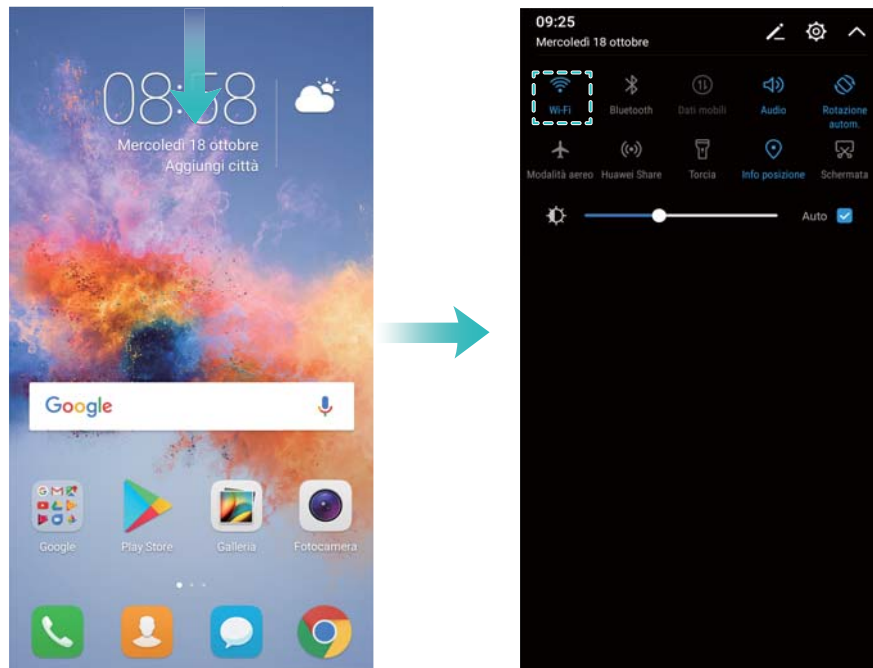 08:58
Mercoledì 18 ottobre
Aggiungi città
Google
Google
Play Store
Galleria
Fotocamera
09:25
Mercoledì 18 ottobre
Wi-Fi
Bluetooth
Dati mobili
Audio
Rotazione
autom.
Modalità aereo
Huawei Share
Torcia
Info posizione
Schermata
Auto